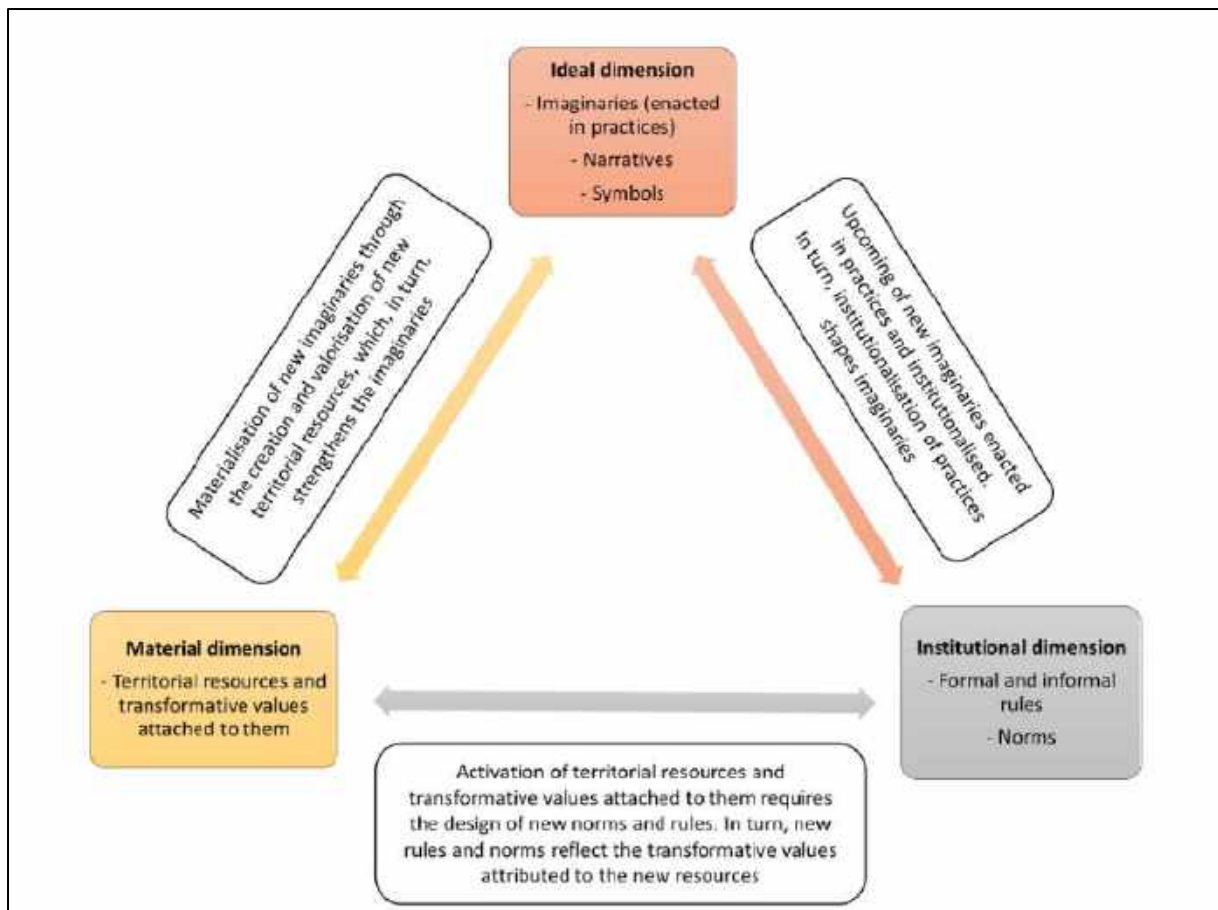 Ideal dimension
- Imaginaries (enacted
in practices)
- Narratives
- Symbols
Materialisation of new imaginaries through
the creation and valorisation of new
territorial resources, which, in turn,
strengthens the imaginaries
Upcoming of new imaginaries enacted
in practices and institutionalised.
In turn, institutionalisation of practices
shapes imaginaries
Material dimension
- Territorial resources and
transformative values
attached to them
Institutional dimension
- Formal and informal
rules
- Norms
Activation of territorial resources and
transformative values attached to them requires
the design of new norms and rules. In turn, new
rules and norms reflect the transformative values
attributed to the new resources